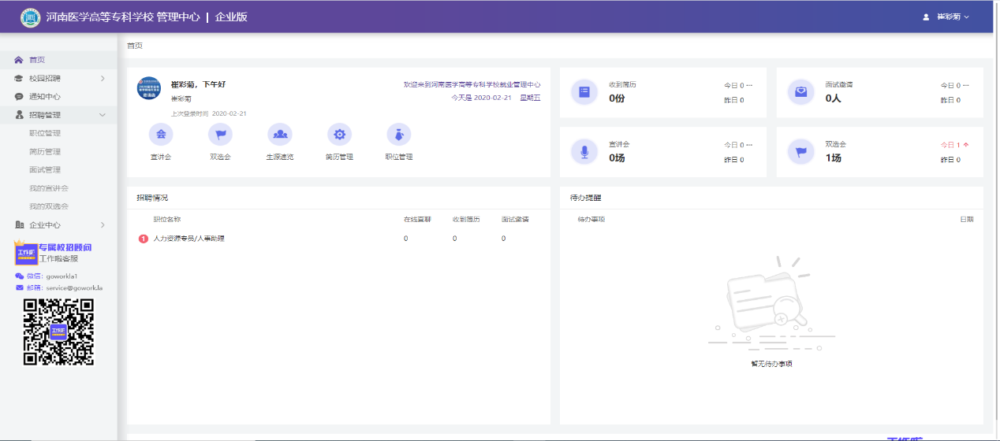 河南医学高等专科学校 管理中心 | 企业版
崔彩菊
首页
校园招聘
通知中心
招聘管理
职位管理
简历管理
面试管理
我的宣讲会
我的双选会
企业中心
工作啦
专属校招顾问
工作啦客服
微信：goworkla1
邮箱：service@gowork.la
工作啦
首页
崔彩菊，下午好
崔彩菊
上次登录时间 2020-02-21
欢迎来到河南医学高等专科学校就业管理中心
今天是 2020-02-21 星期五
宣讲会
双选会
生源速览
简历管理
职位管理
收到简历
0份
今日 0 --
昨日 0
面试邀请
0人
今日 0 --
昨日 0
宣讲会
0场
今日 0 --
昨日 0
双选会
1场
今日 1
昨日 0
招聘情况
职位名称 在线直聊 收到简历 面试邀请
1 人力资源专员/人事助理 0 0 0
待办提醒
待办事项 日期
暂无待办事项